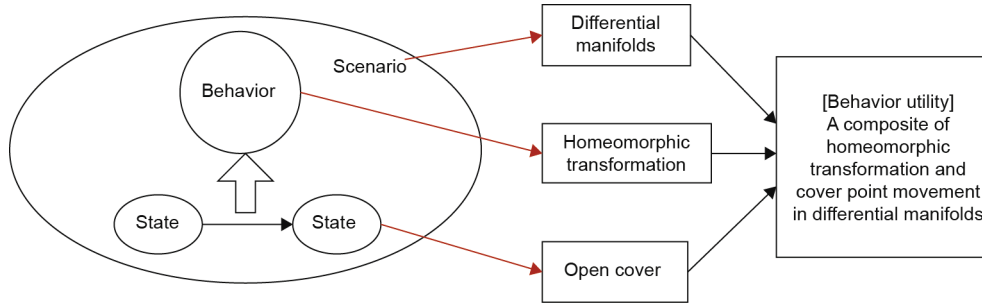 Scenario
Behavior
State
State
Differential
manifolds
Homeomorphic
transformation
Open cover
[Behavior utility]
A composite of
homeomorphic
transformation and
cover point movement
in differential manifolds